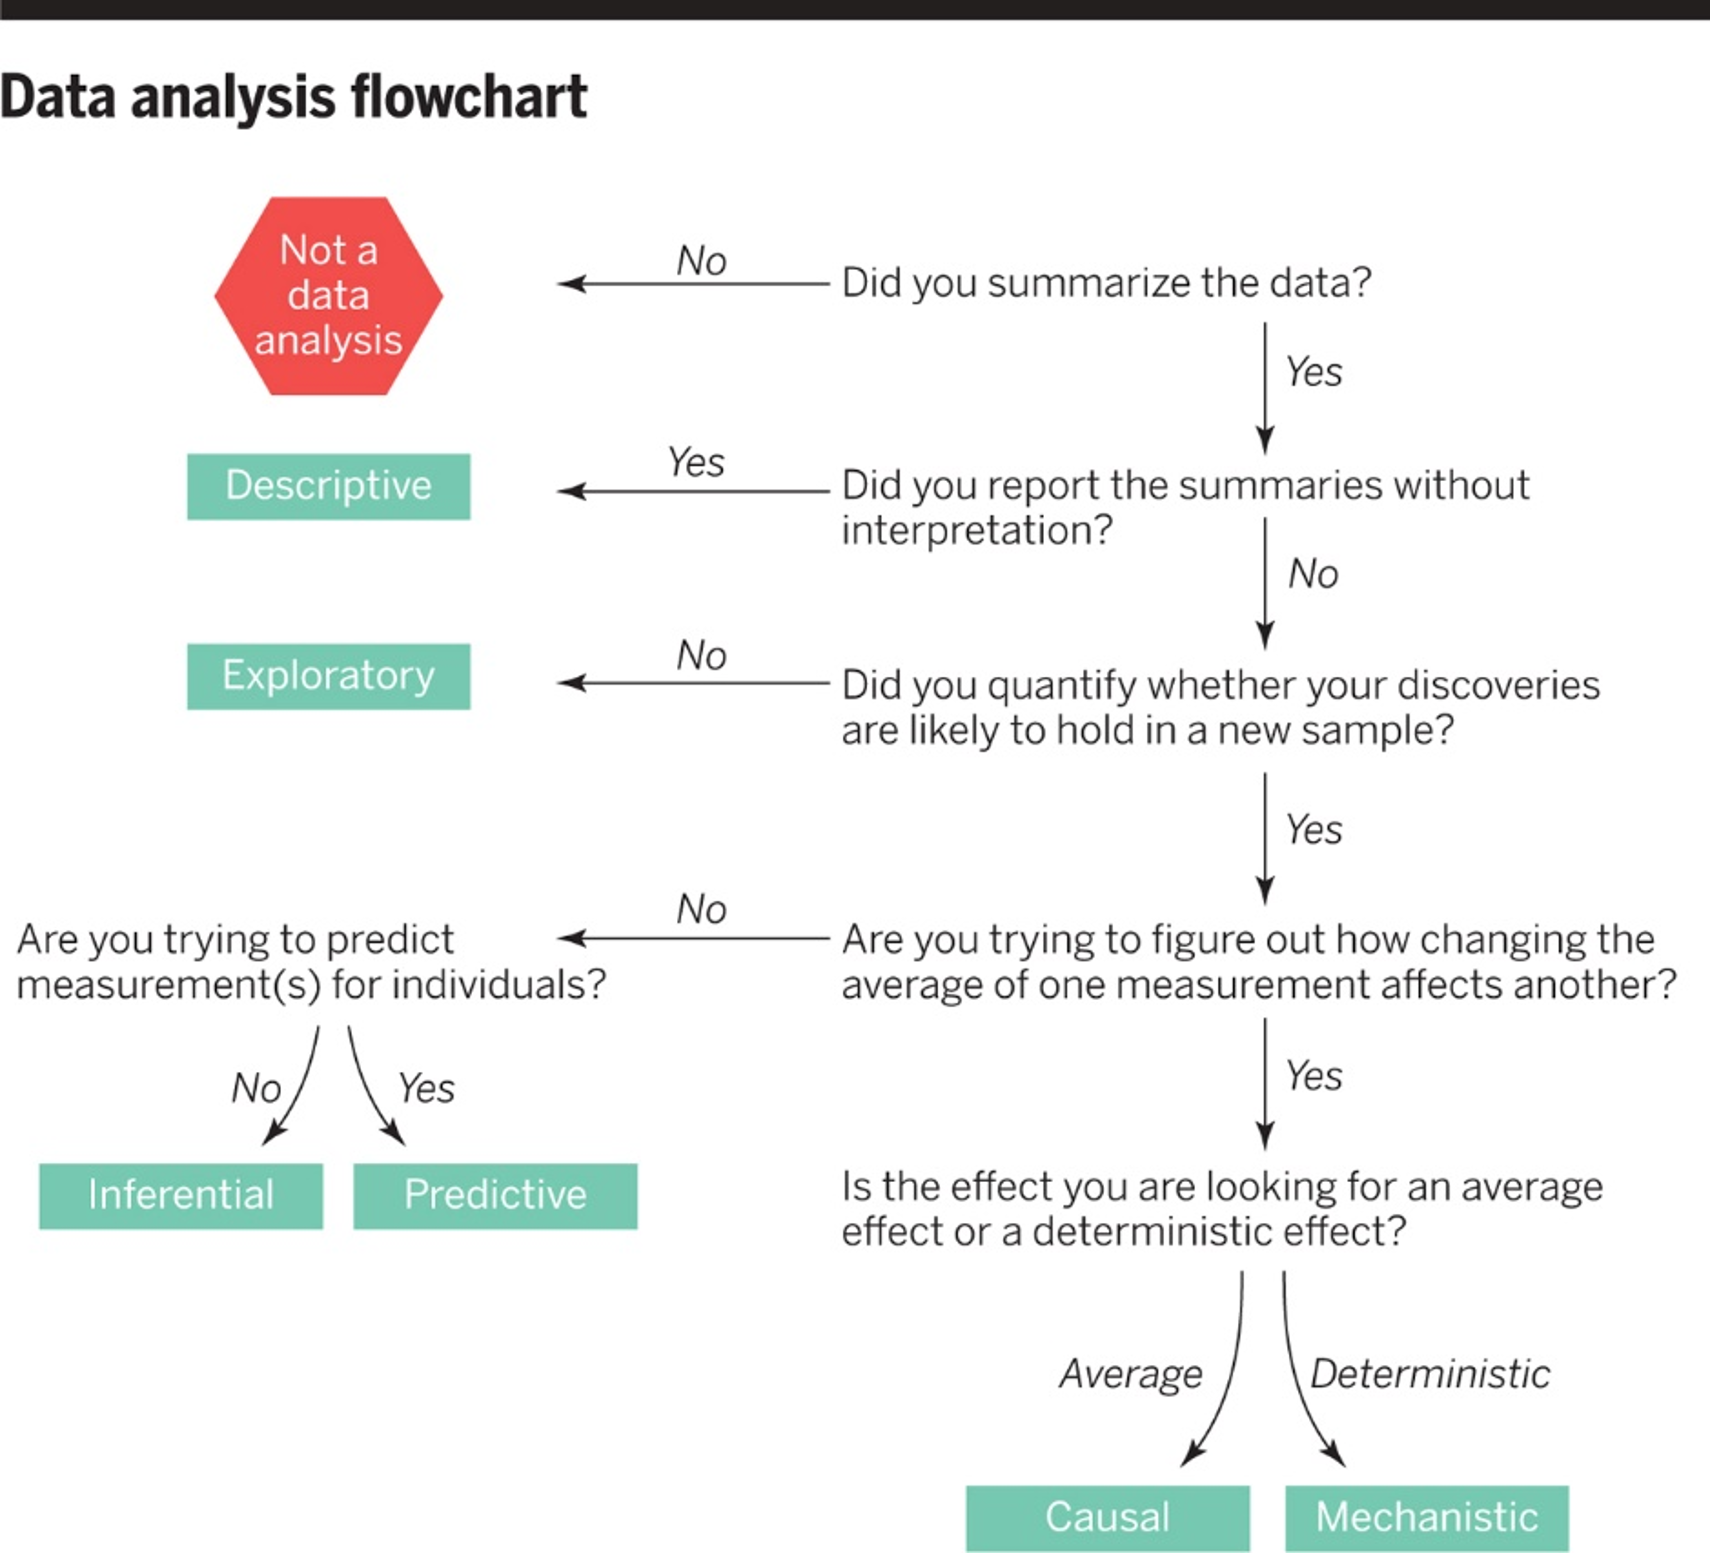 Data analysis flowchart
Not a
data
analysis
No
Did you summarize the data?
Yes
Descriptive
Yes
Did you report the summaries without
interpretation?
No
Exploratory
No
Did you quantify whether your discoveries
are likely to hold in a new sample?
Yes
Are you trying to predict
measurement(s) for individuals?
No
Are you trying to figure out how changing the
average of one measurement affects another?
No
Yes
Yes
Inferential
Predictive
Is the effect you are looking for an average
effect or a deterministic effect?
Average
Deterministic
Causal
Mechanistic